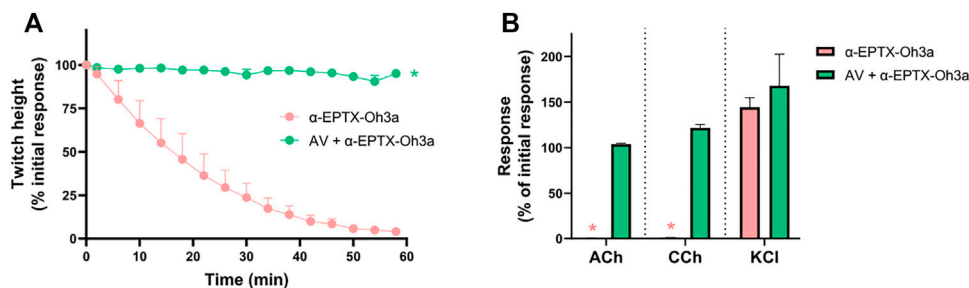 A
Twitch height
(% initial response)
100
75
50
25
0
α-EPTX-Oh3a
AV + α-EPTX-Oh3a
*
0 10 20 30 40 50 60
Time (min)
B
Response
(% of initial response)
200
150
100
50
0
α-EPTX-Oh3a
AV + α-EPTX-Oh3a
* *
ACh CCh KCl